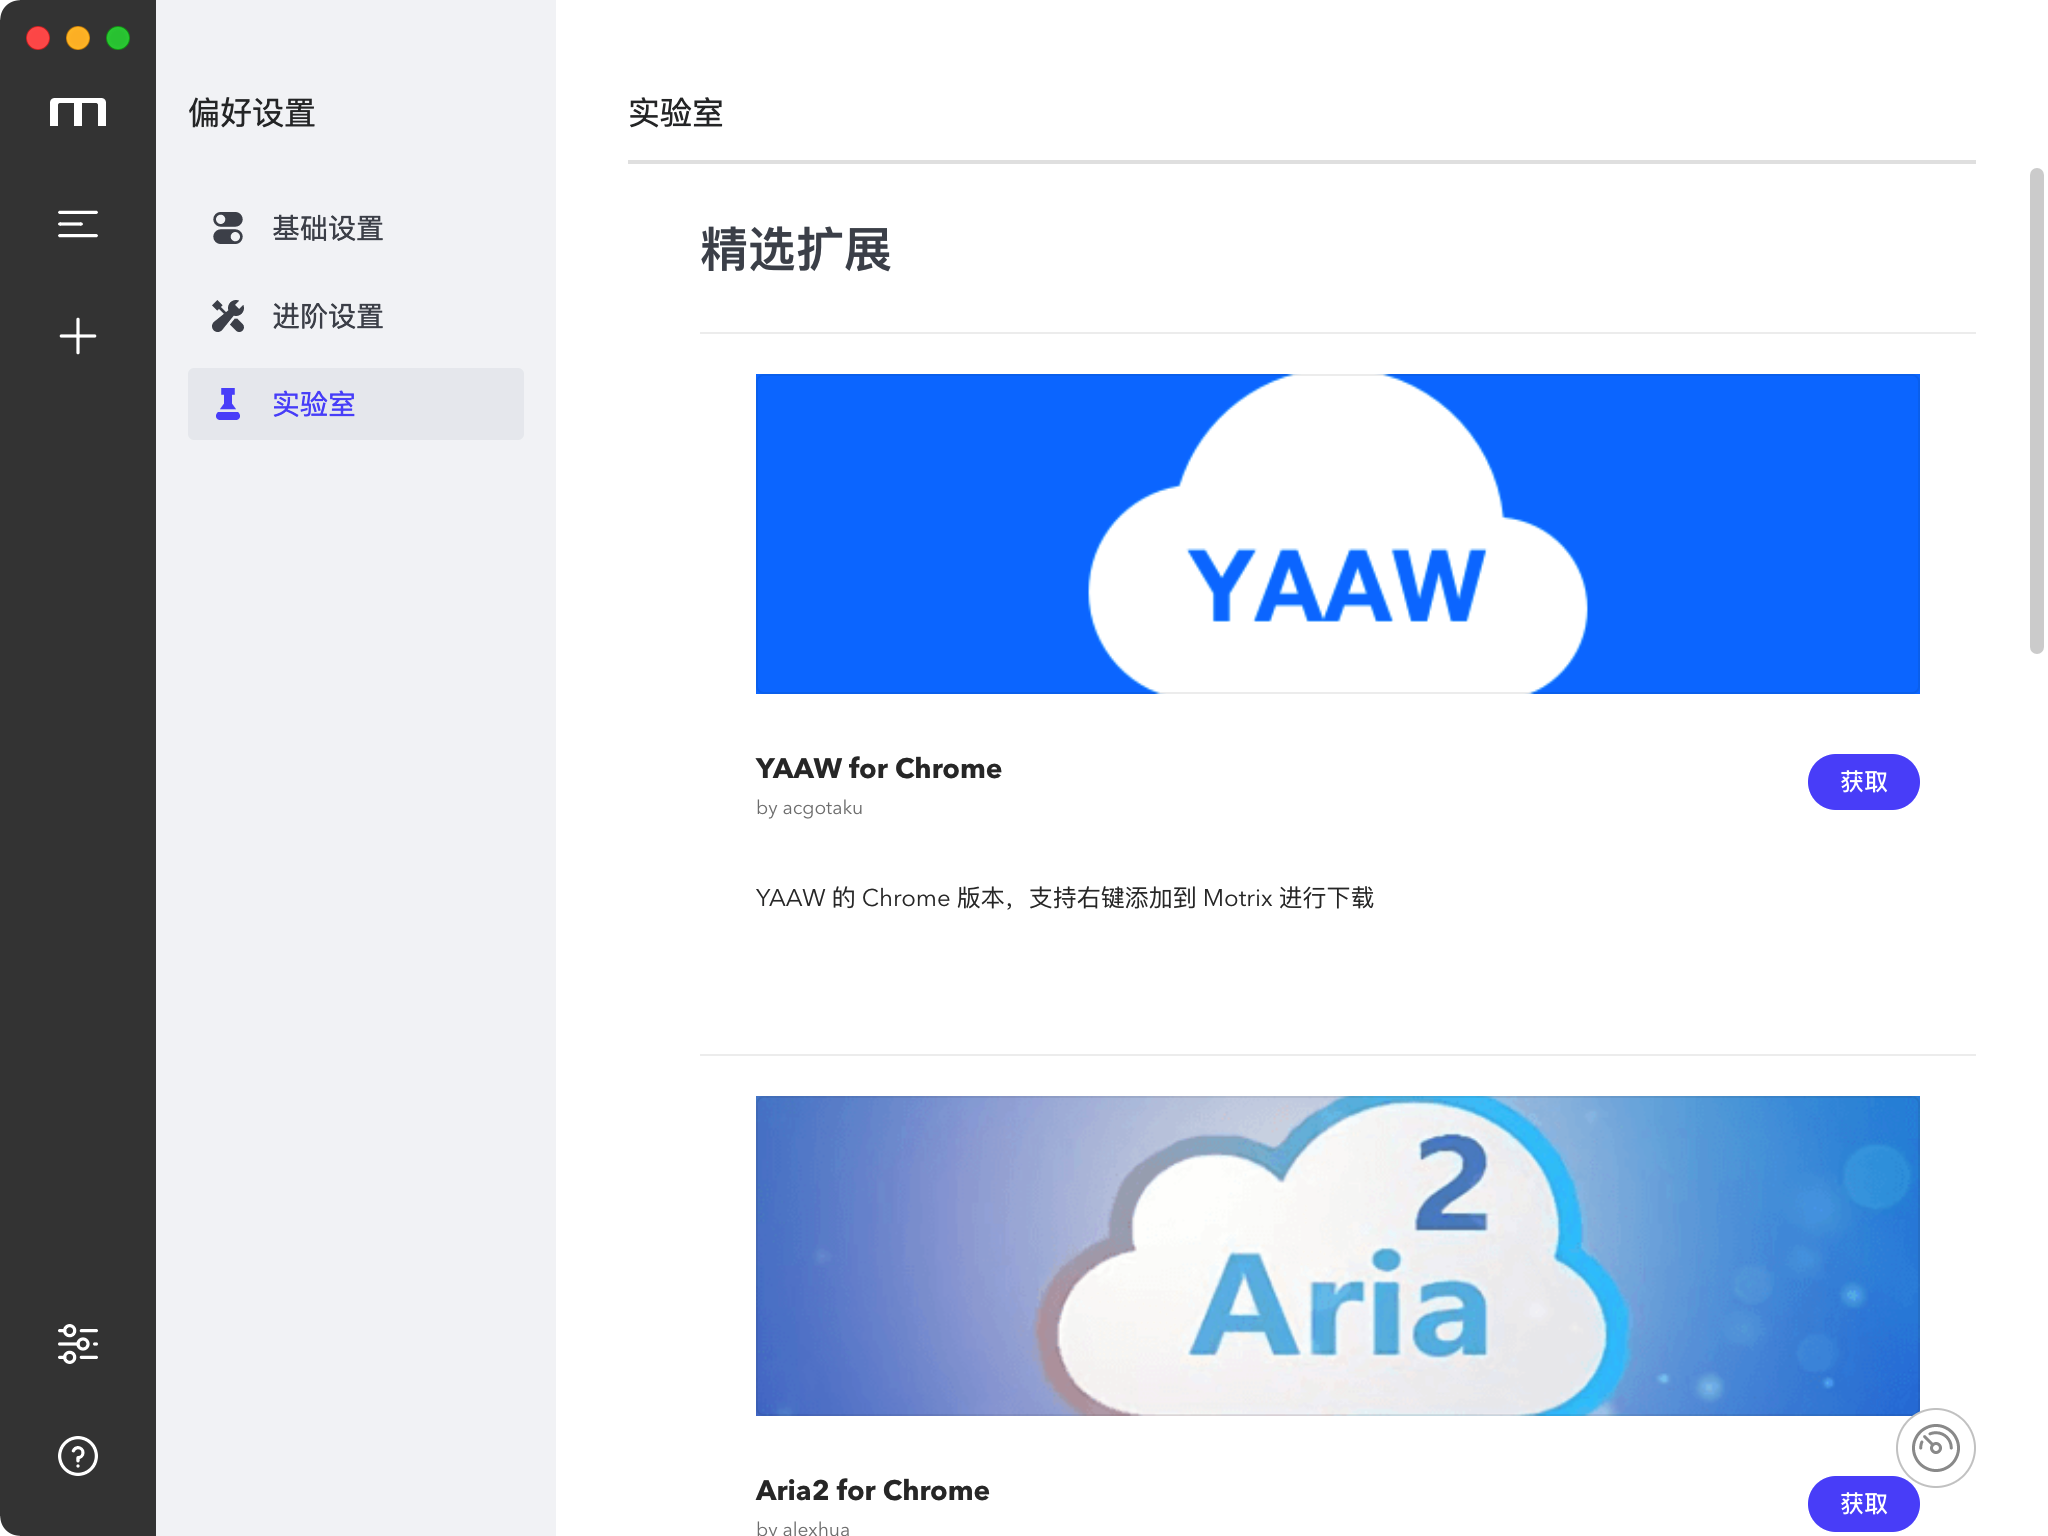 偏好设置
基础设置
进阶设置
实验室
实验室
精选扩展
YAAW
YAAW for Chrome
获取
by acgotaku
YAAW 的 Chrome 版本，支持右键添加到 Motrix 进行下载
2
Aria
Aria2 for Chrome
获取
by alexhua